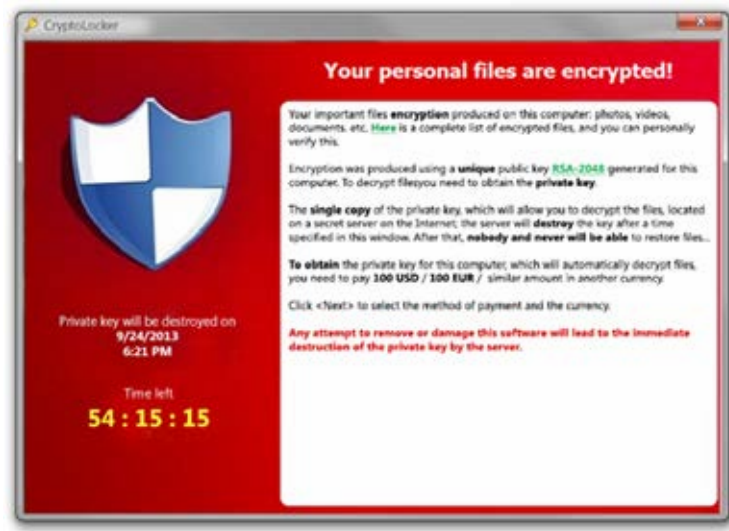 CryptoLocker
Your personal files are encrypted!
Your important files encryption produced on this computer: photos, videos,
documents, etc. Here is a complete list of encrypted files, and you can personally
verify this.
Encryption was produced using a unique public key RSA-2048 generated for this
computer. To decrypt filesyou need to obtain the private key.
The single copy of the private key, which will allow you to decrypt the files, located
on a secret server on the Internet; the server will destroy the key after a time
specified in this window. After that, nobody and never will be able to restore files...
To obtain the private key for this computer, which will automatically decrypt files,
you need to pay 100 USD / 100 EUR / similar amount in another currency.
Click <Next> to select the method of payment and the currency.
Any attempt to remove or damage this software will lead to the immediate
destruction of the private key by the server.
Private key will be destroyed on
9/24/2013
6:21 PM
Time left
54 : 15 : 15